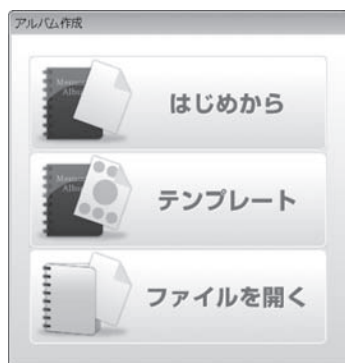 アルバム作成
はじめから
テンプレート
ファイルを開く